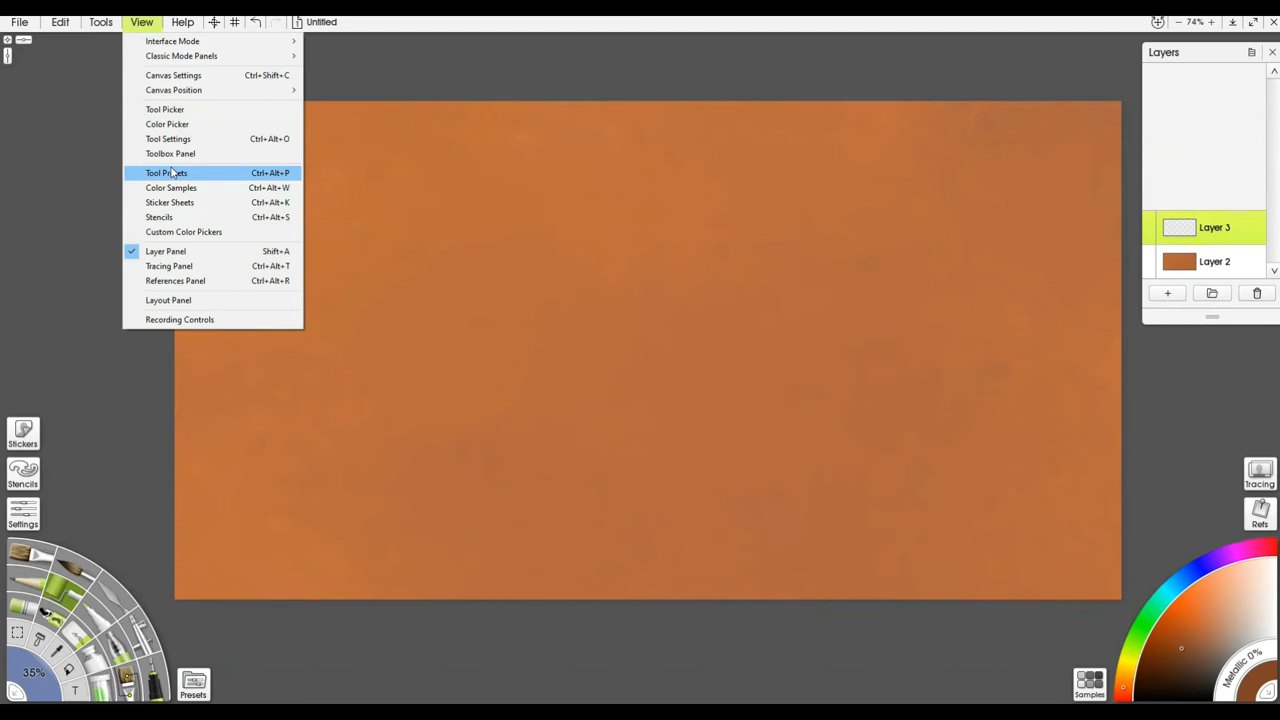 File Edit Tools View Help Untitled 74%
Interface Mode
Classic Mode Panels
Canvas Settings Ctrl+Shift+C
Canvas Position
Tool Picker
Color Picker
Tool Settings Ctrl+Alt+O
Toolbox Panel
Tool Presets Ctrl+Alt+P
Color Samples Ctrl+Alt+W
Sticker Sheets Ctrl+Alt+K
Stencils Ctrl+Alt+S
Custom Color Pickers
Layer Panel Shift+A
Tracing Panel Ctrl+Alt+T
References Panel Ctrl+Alt+R
Layout Panel
Recording Controls
Layers
Layer 3
Layer 2
Stickers
Stencils
Settings
35%
T
Presets
Tracing
Refs
Samples
Metallic 0%